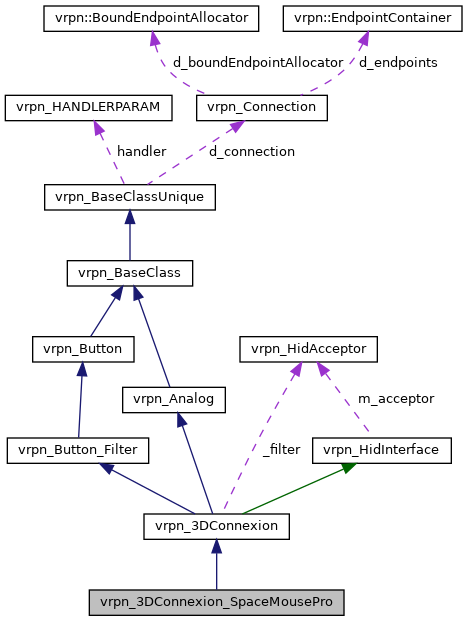 vrpn::BoundEndpointAllocator
vrpn::EndpointContainer
d_boundEndpointAllocator
d_endpoints
vrpn_HANDLERPARAM
vrpn_Connection
handler
d_connection
vrpn_BaseClassUnique
vrpn_BaseClass
vrpn_Button
vrpn_HidAcceptor
vrpn_Analog
m_acceptor
vrpn_Button_Filter
_filter
vrpn_HidInterface
vrpn_3DConnexion
vrpn_3DConnexion_SpaceMousePro